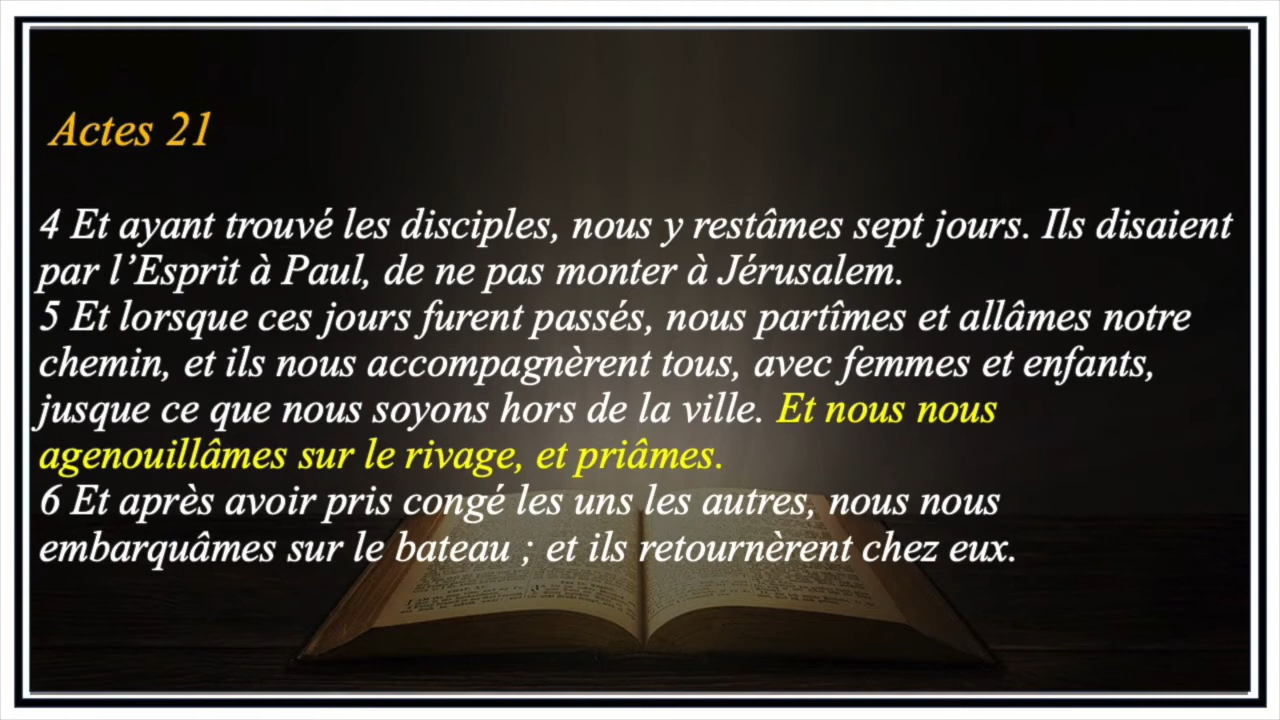 Actes 21
4 Et ayant trouvé les disciples, nous y restâmes sept jours. Ils disaient
par l’Esprit à Paul, de ne pas monter à Jérusalem.
5 Et lorsque ces jours furent passés, nous partîmes et allâmes notre
chemin, et ils nous accompagnèrent tous, avec femmes et enfants,
jusque ce que nous soyons hors de la ville. Et nous nous
agenouillâmes sur le rivage, et priâmes.
6 Et après avoir pris congé les uns les autres, nous nous
embarquâmes sur le bateau ; et ils retournèrent chez eux.